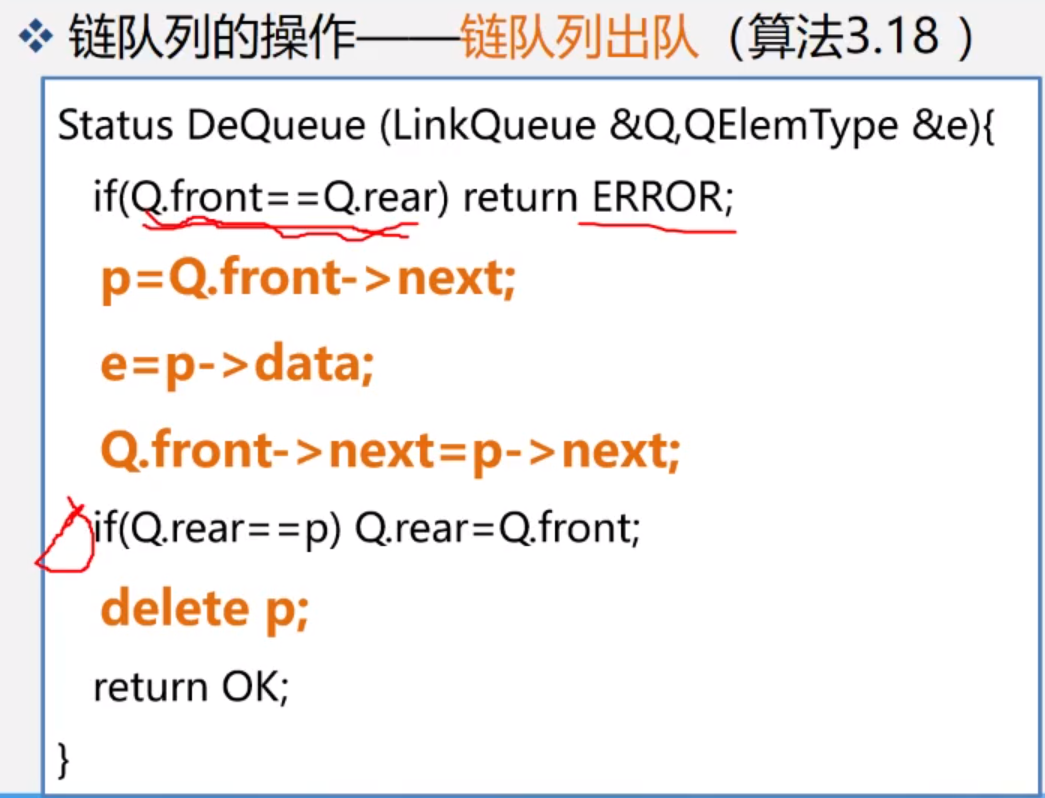 链队列的操作——链队列出队（算法3.18 ）
Status DeQueue (LinkQueue &Q,QElemType &e){
if(Q.front==Q.rear) return ERROR;
p=Q.front->next;
e=p->data;
Q.front->next=p->next;
if(Q.rear==p) Q.rear=Q.front;
delete p;
return OK;
}